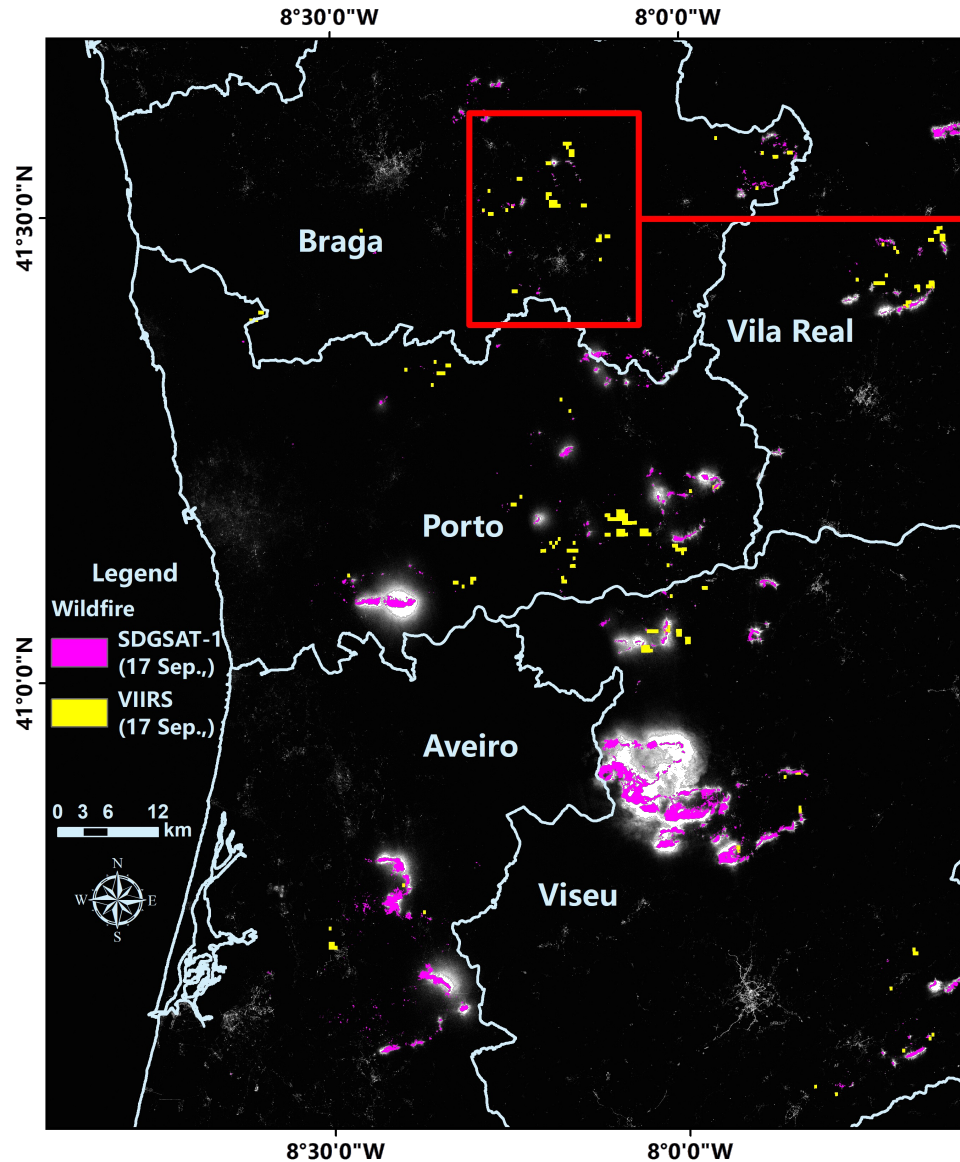 8°30'0"W 8°0'0"W
41°30'0"N
Braga
Vila Real
Porto
Legend
Wildfire
SDGSAT-1
(17 Sep.,)
VIIRS
(17 Sep.,)
41°0'0"N
Aveiro
0 3 6 12
km
N
W E
S
Viseu
8°30'0"W 8°0'0"W